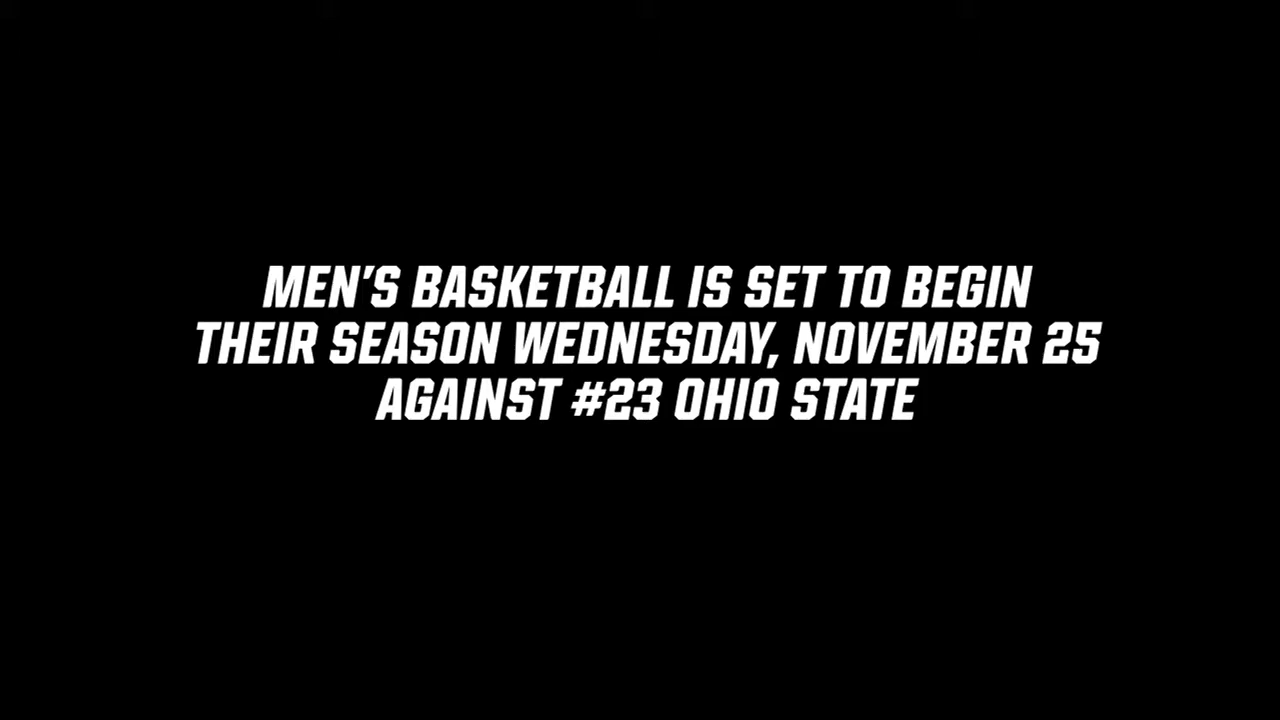 MEN'S BASKETBALL IS SET TO BEGIN
THEIR SEASON WEDNESDAY, NOVEMBER 25
AGAINST #23 OHIO STATE